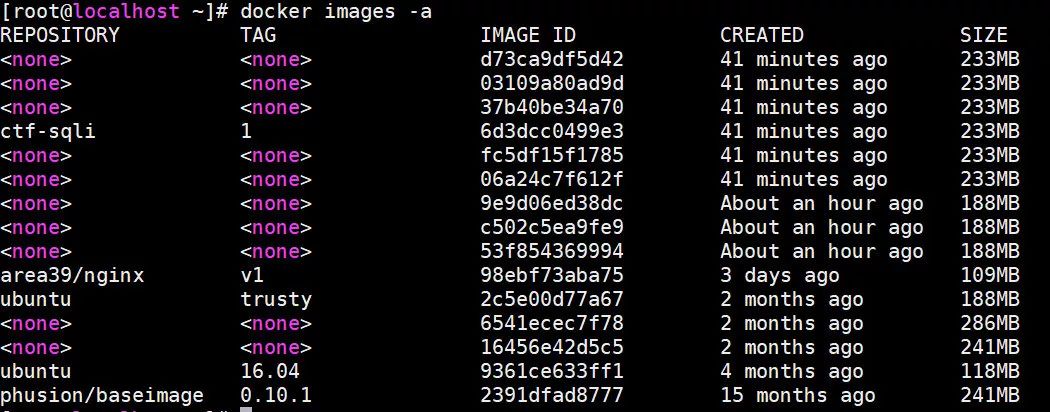 [root@localhost ~]# docker images -a
REPOSITORY TAG IMAGE ID CREATED SIZE
<none> <none> d73ca9df5d42 41 minutes ago 233MB
<none> <none> 03109a80ad9d 41 minutes ago 233MB
<none> <none> 37b40be34a70 41 minutes ago 233MB
ctf-sqli 1 6d3dcc0499e3 41 minutes ago 233MB
<none> <none> fc5df15f1785 41 minutes ago 233MB
<none> <none> 06a24c7f612f 41 minutes ago 233MB
<none> <none> 9e9d06ed38dc About an hour ago 188MB
<none> <none> c502c5ea9fe9 About an hour ago 188MB
<none> <none> 53f854369994 About an hour ago 188MB
area39/nginx v1 98ebf73aba75 3 days ago 109MB
ubuntu trusty 2c5e00d77a67 2 months ago 188MB
<none> <none> 6541ecec7f78 2 months ago 286MB
<none> <none> 16456e42d5c5 2 months ago 241MB
ubuntu 16.04 9361ce633ff1 4 months ago 118MB
phusion/baseimage 0.10.1 2391dfad8777 15 months ago 241MB